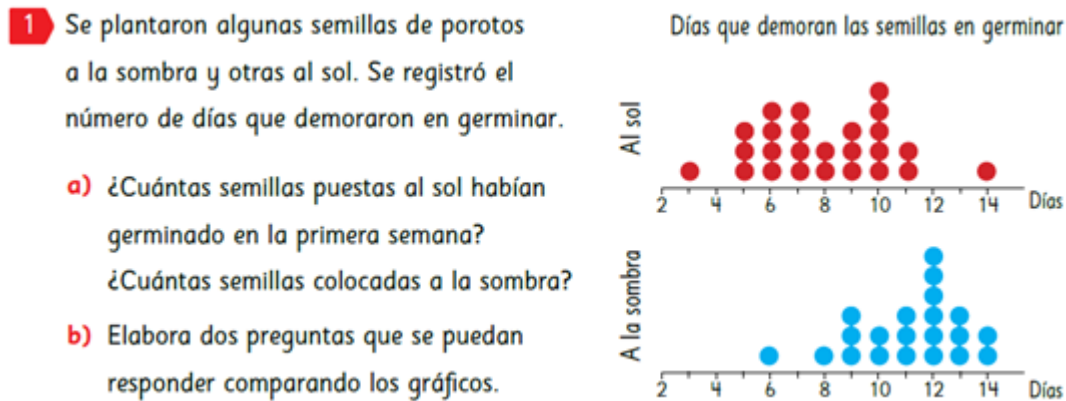 1 Se plantaron algunas semillas de porotos
a la sombra y otras al sol. Se registró el
número de días que demoraron en germinar.
a) ¿Cuántas semillas puestas al sol habían
germinado en la primera semana?
¿Cuántas semillas colocadas a la sombra?
b) Elabora dos preguntas que se puedan
responder comparando los gráficos.
Días que demoran las semillas en germinar
Al sol
2 4 6 8 10 12 14 Días
A la sombra
2 4 6 8 10 12 14 Días